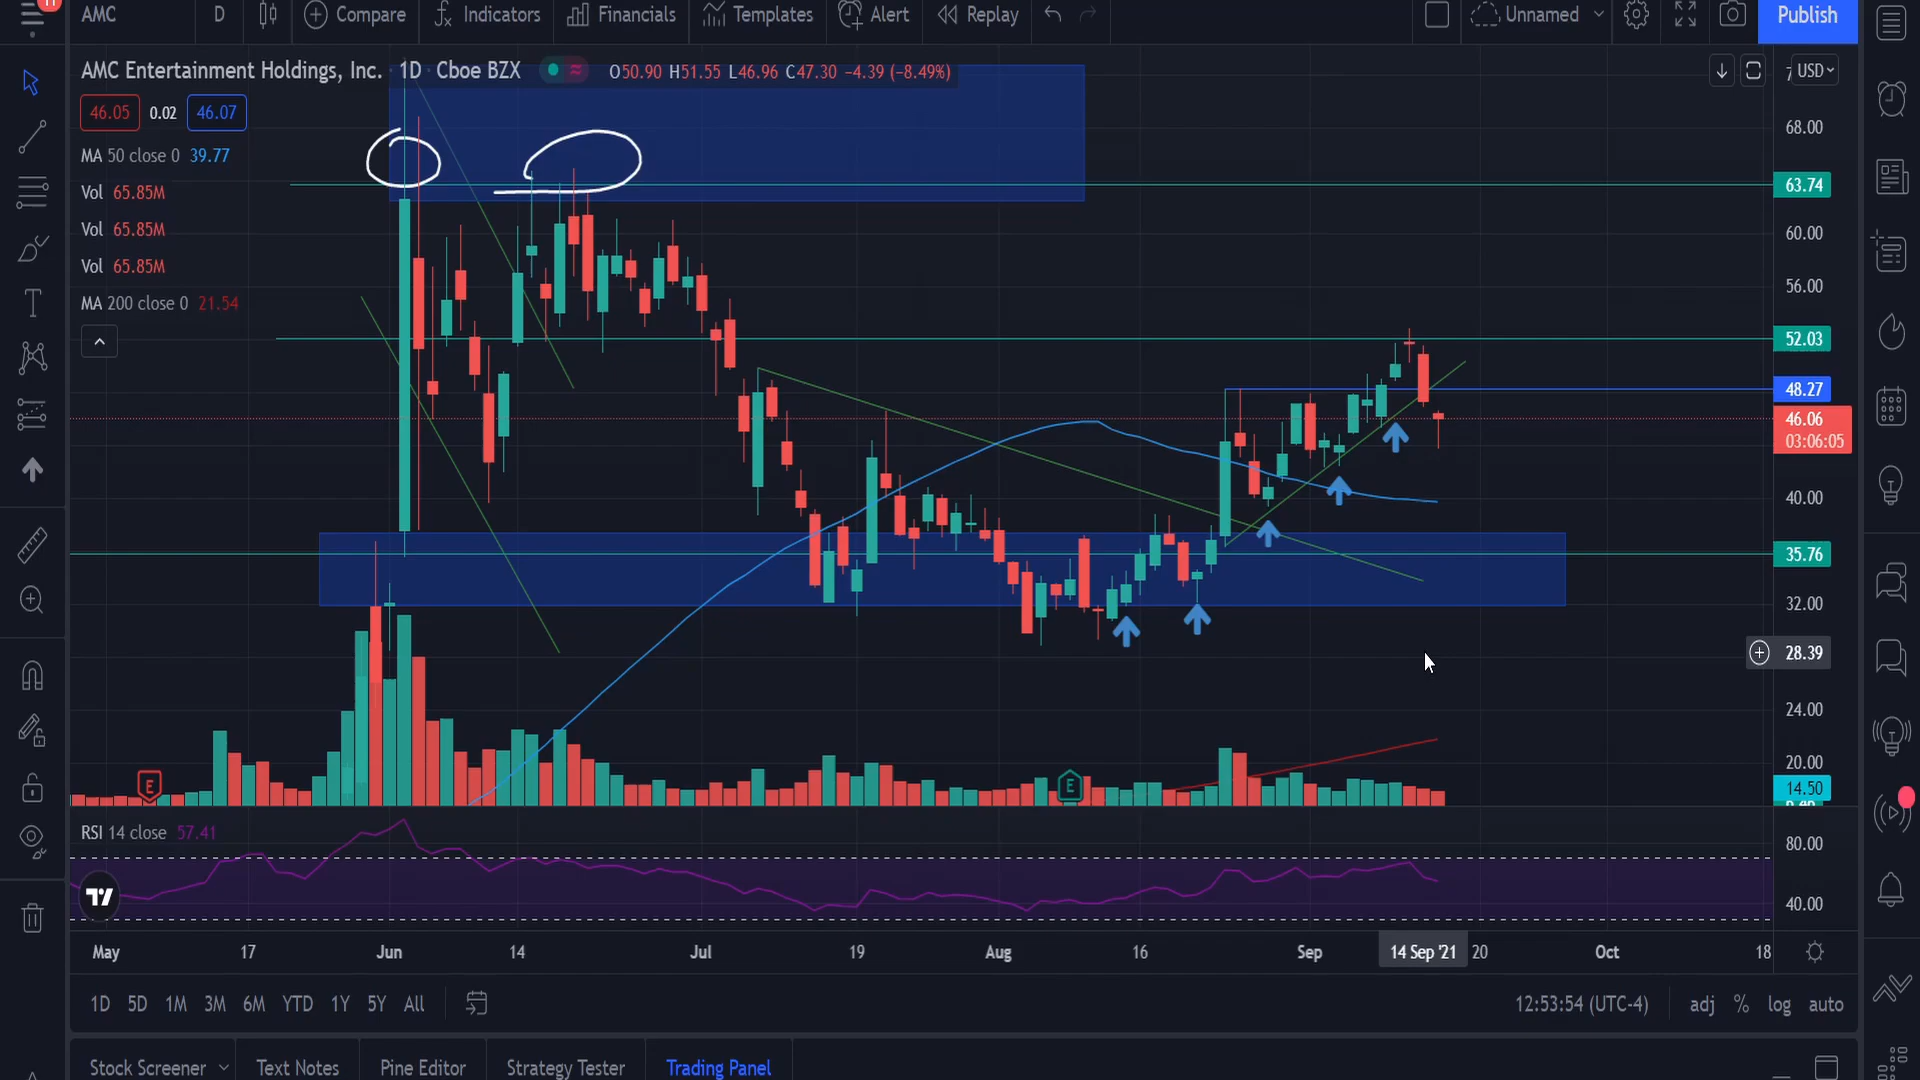 11
AMC
D
Compare
Indicators
Financials
Templates
Alert
Replay
Unnamed
Publish
AMC Entertainment Holdings, Inc. · 1D · Cboe BZX
O50.90 H51.55 L46.96 C47.30 −4.39 (−8.49%)
USD
46.05 0.02 46.07
MA 50 close 0 39.77
Vol 65.85M
Vol 65.85M
Vol 65.85M
MA 200 close 0 21.54
68.00
63.74
60.00
56.00
52.03
48.27
46.06
03:06:05
40.00
35.76
32.00
28.39
24.00
20.00
14.50
E
E
RSI 14 close 57.41
80.00
40.00
May 17 Jun 14 Jul 19 Aug 16 Sep 14 Sep '21 20 Oct 18
1D 5D 1M 3M 6M YTD 1Y 5Y All
12:53:54 (UTC-4) adj % log auto
Stock Screener Text Notes Pine Editor Strategy Tester Trading Panel